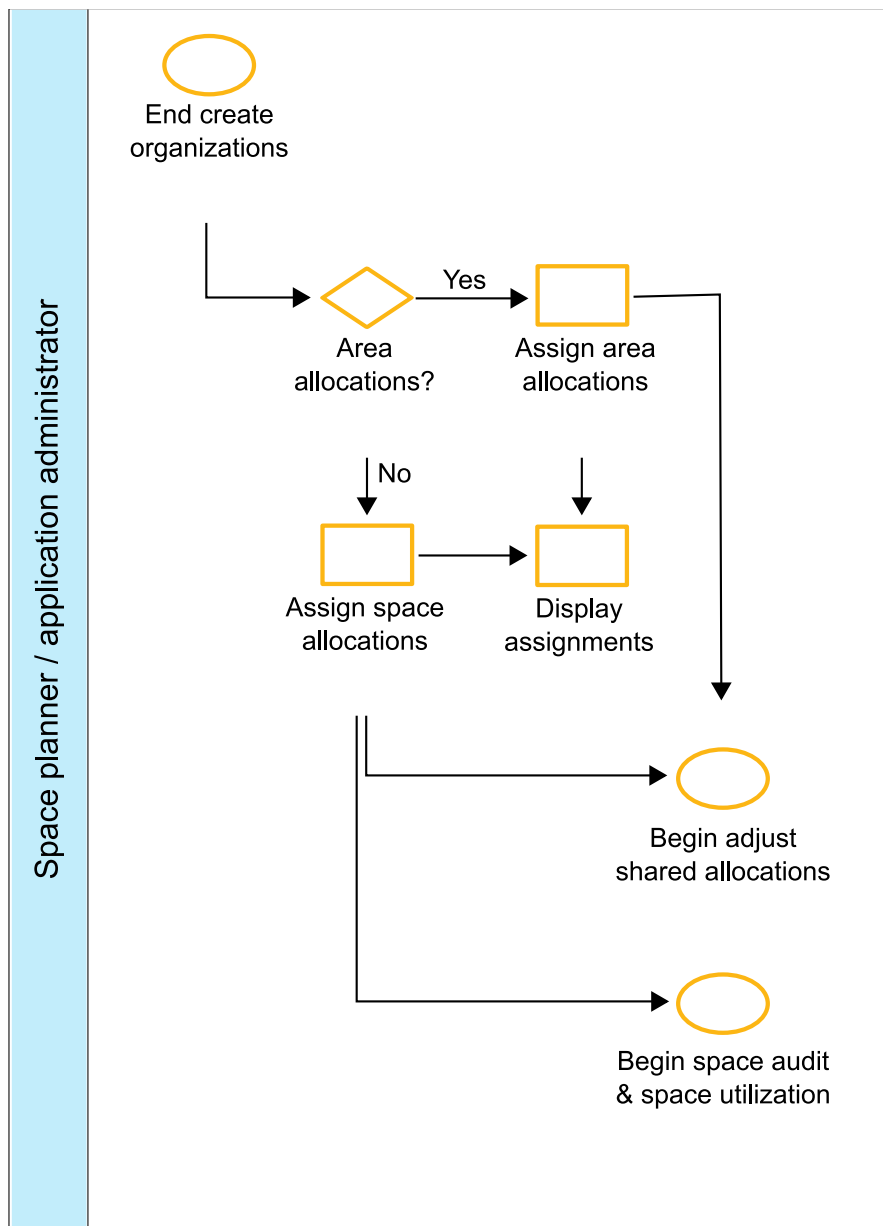 Space planner / application administrator
End create
organizations
Yes
Area
allocations?
Assign area
allocations
No
Assign space
allocations
Display
assignments
Begin adjust
shared allocations
Begin space audit
& space utilization